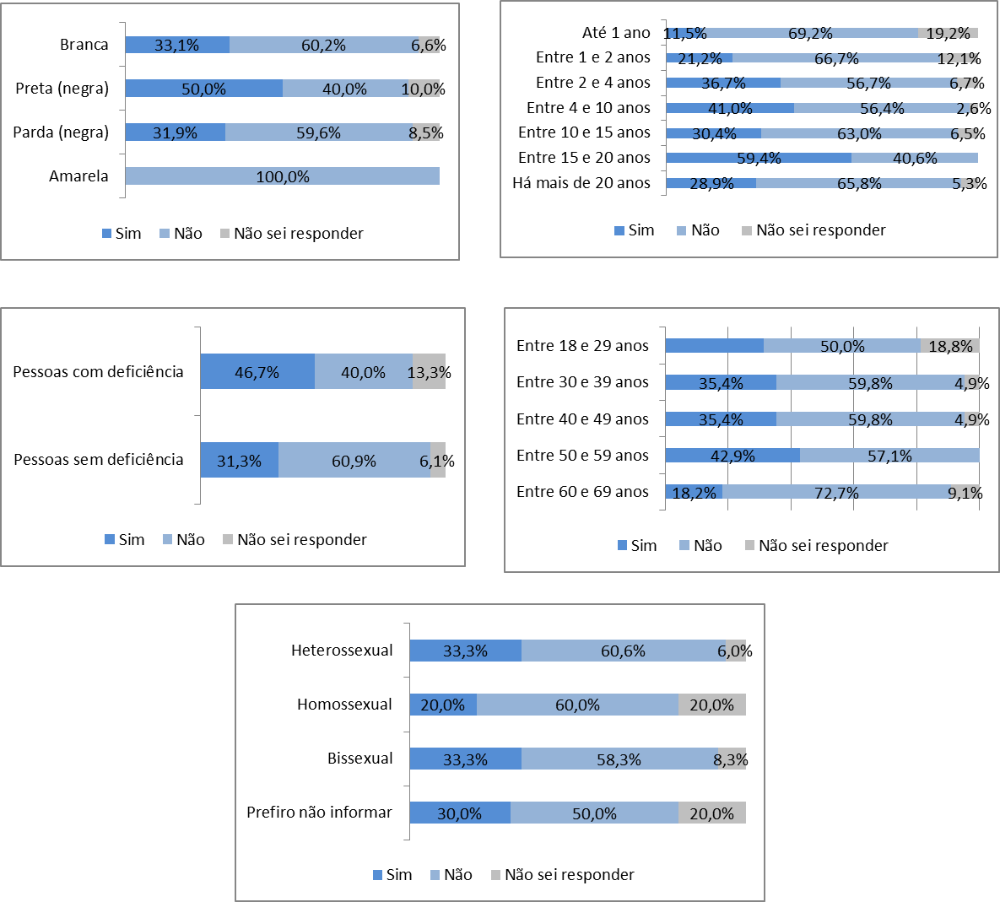 Branca 33,1% 60,2% 6,6%
Preta (negra) 50,0% 40,0% 10,0%
Parda (negra) 31,9% 59,6% 8,5%
Amarela 100,0%
Sim Não Não sei responder
Até 1 ano 11,5% 69,2% 19,2%
Entre 1 e 2 anos 21,2% 66,7% 12,1%
Entre 2 e 4 anos 36,7% 56,7% 6,7%
Entre 4 e 10 anos 41,0% 56,4% 2,6%
Entre 10 e 15 anos 30,4% 63,0% 6,5%
Entre 15 e 20 anos 59,4% 40,6%
Há mais de 20 anos 28,9% 65,8% 5,3%
Sim Não Não sei responder
Pessoas com deficiência 46,7% 40,0% 13,3%
Pessoas sem deficiência 31,3% 60,9% 6,1%
Sim Não Não sei responder
Entre 18 e 29 anos 50,0% 18,8%
Entre 30 e 39 anos 35,4% 59,8% 4,9%
Entre 40 e 49 anos 35,4% 59,8% 4,9%
Entre 50 e 59 anos 42,9% 57,1%
Entre 60 e 69 anos 18,2% 72,7% 9,1%
Sim Não Não sei responder
Heterossexual 33,3% 60,6% 6,0%
Homossexual 20,0% 60,0% 20,0%
Bissexual 33,3% 58,3% 8,3%
Prefiro não informar 30,0% 50,0% 20,0%
Sim Não Não sei responder